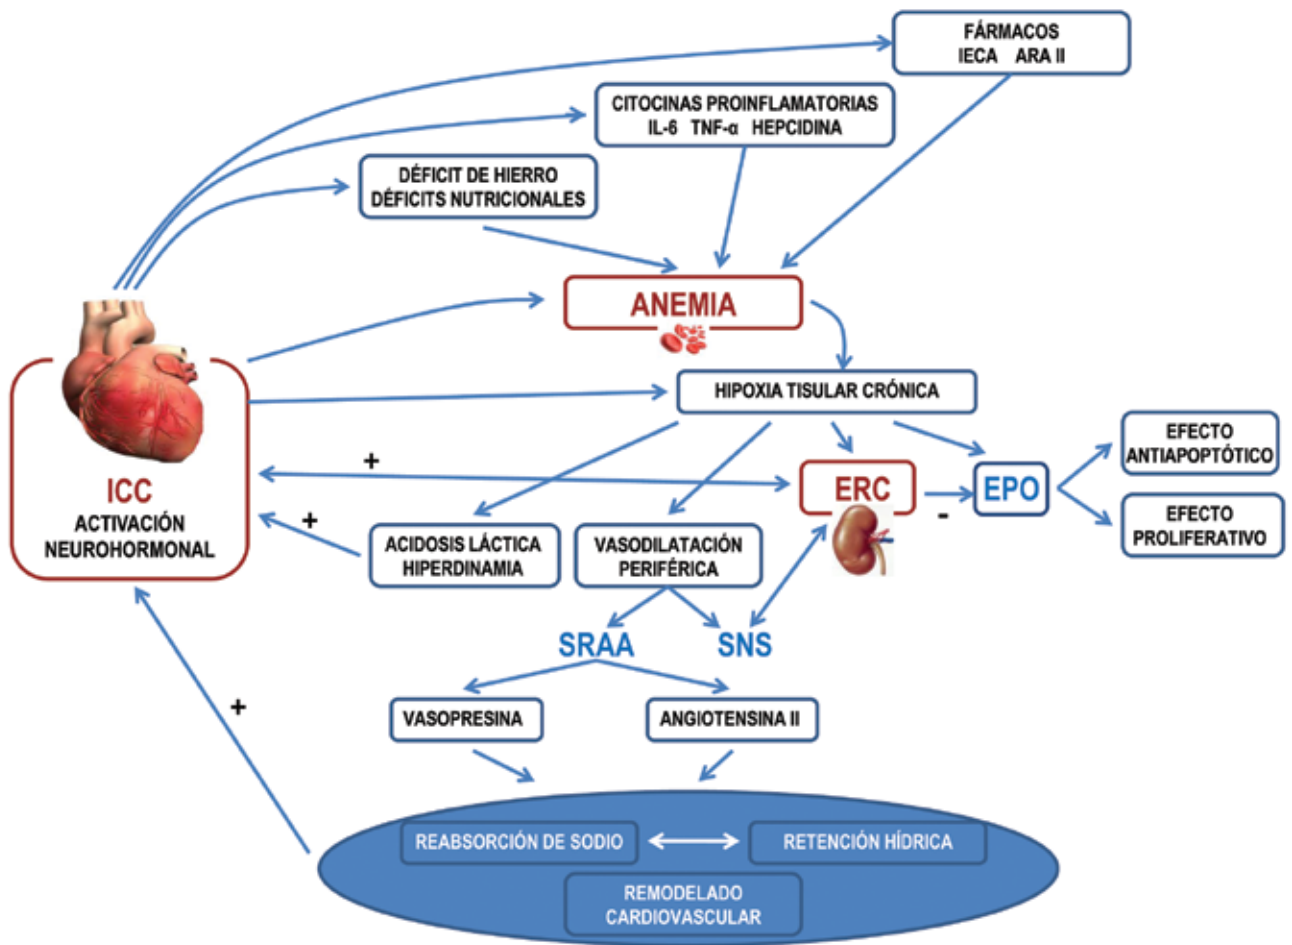 FÁRMACOS
IECA ARA II
CITOCINAS PROINFLAMATORIAS
IL-6 TNF-α HEPCIDINA
DÉFICIT DE HIERRO
DÉFICITS NUTRICIONALES
ANEMIA
HIPOXIA TISULAR CRÓNICA
EFECTO
ANTIAPOPTÓTICO
+
ICC
ACTIVACIÓN
NEUROHORMONAL
ERC
EPO
-
+
EFECTO
PROLIFERATIVO
ACIDOSIS LÁCTICA
HIPERDINAMIA
VASODILATACIÓN
PERIFÉRICA
SRAA
SNS
+
VASOPRESINA
ANGIOTENSINA II
REABSORCIÓN DE SODIO
RETENCIÓN HÍDRICA
REMODELADO
CARDIOVASCULAR